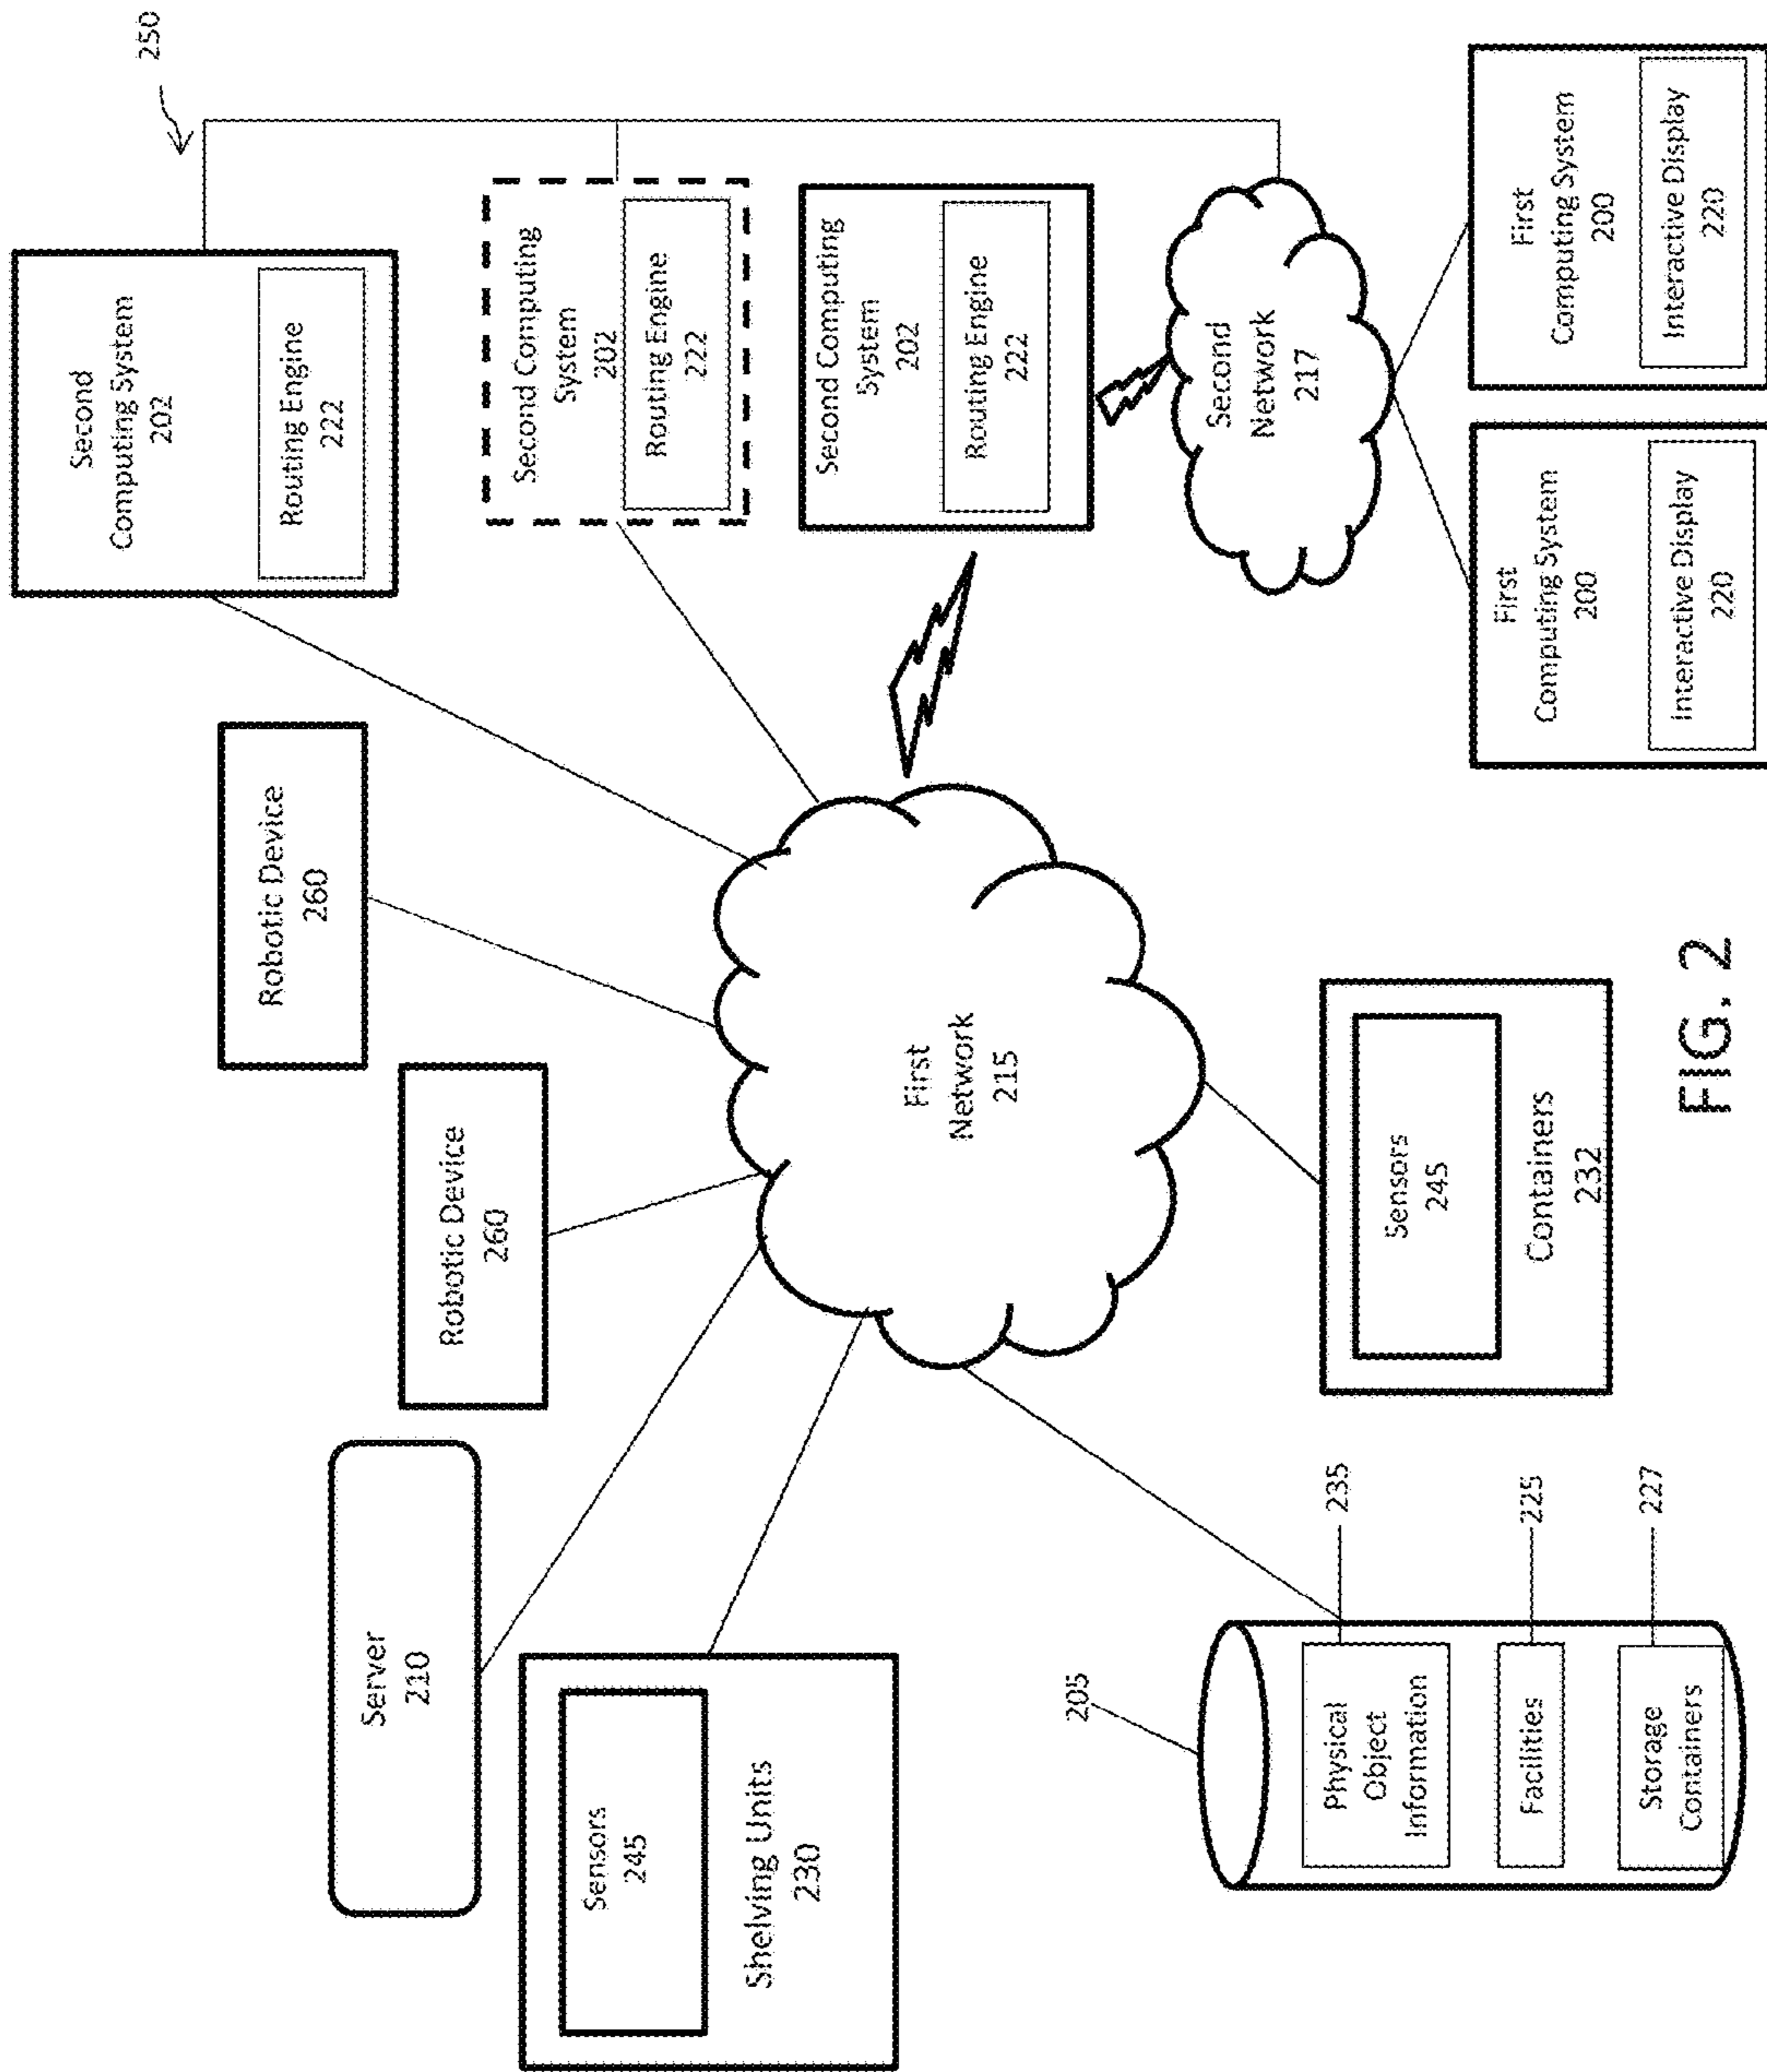 250
Second
Computing System
202
Routing Engine
222
Second Computing
System
202
Routing Engine
222
Second Computing
System
202
Routing Engine
222
Second
Network
217
First
Computing System
200
Interactive Display
220
First
Computing System
200
Interactive Display
220
Robotic Device
260
Robotic Device
260
Server
210
Sensors
245
Shelving Units
230
First
Network
215
Sensors
245
Containers
232
205
Physical
Object
Information
235
Facilities
225
Storage
Containers
227
FIG. 2